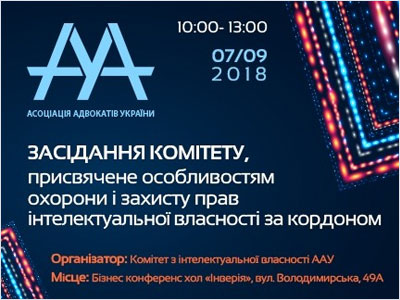 10:00- 13:00
07/09
2018
ААУ
АСОЦІАЦІЯ АДВОКАТІВ УКРАЇНИ
ЗАСІДАННЯ КОМІТЕТУ,
присвячене особливостям
охорони і захисту прав
інтелектуальної власності за кордоном
Організатор: Комітет з інтелектуальної власності ААУ
Місце: Бізнес конференс хол «Інверія», вул. Володимирська, 49А